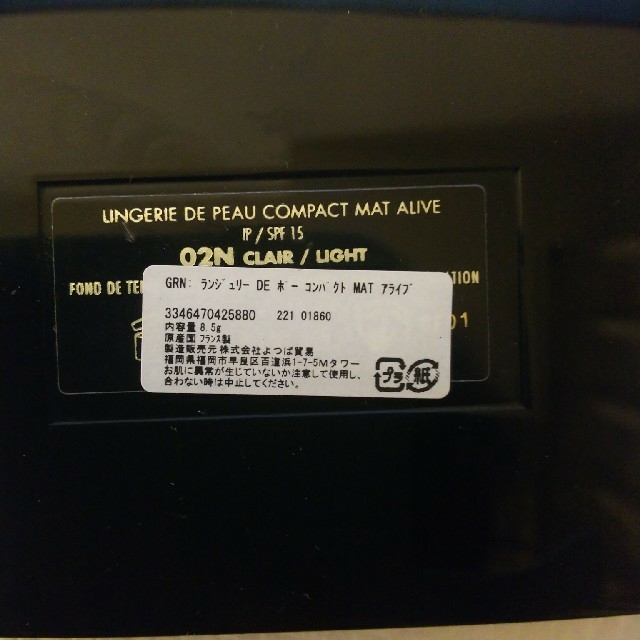 LINGERIE DE PEAU COMPACT MAT ALIVE
IP / SPF 15
02N CLAIR / LIGHT
FOND DE
GRN: ランジェリー DE ポー コンパクト MAT アライブ
3346470425880 221 01860
内容量 8.5g
原産国 フランス製
製造販売元 株式会社よつば貿易
福岡県福岡市早良区百道浜1-7-5Mタワー
お肌に異常が生じていないか注意して使用し、
合わない時は中止してください。
プラ 紙